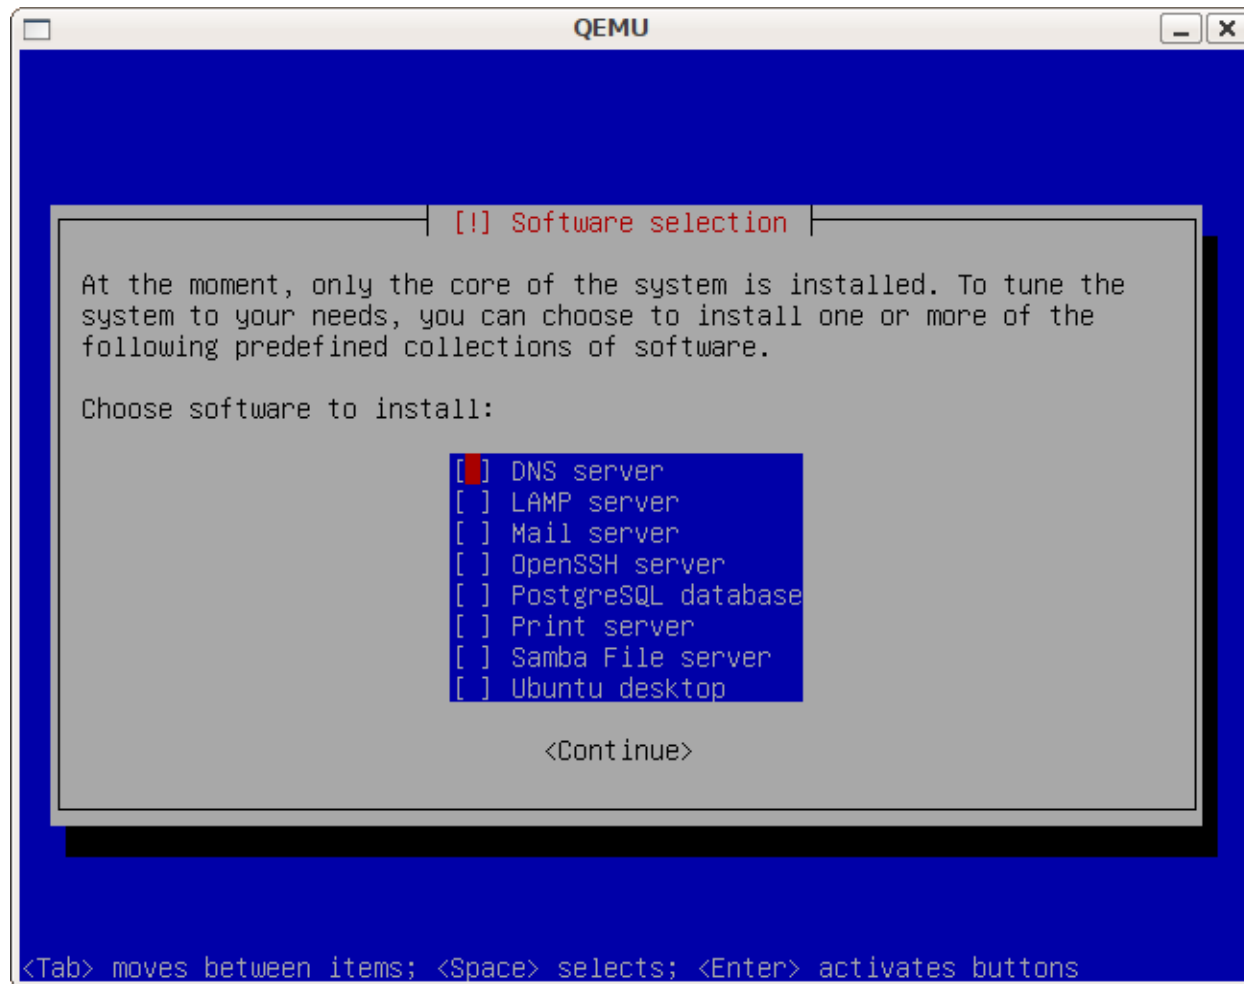 QEMU
[!] Software selection
At the moment, only the core of the system is installed. To tune the
system to your needs, you can choose to install one or more of the
following predefined collections of software.
Choose software to install:
[ ] DNS server
[ ] LAMP server
[ ] Mail server
[ ] OpenSSH server
[ ] PostgreSQL database
[ ] Print server
[ ] Samba File server
[ ] Ubuntu desktop
<Continue>
<Tab> moves between items; <Space> selects; <Enter> activates buttons